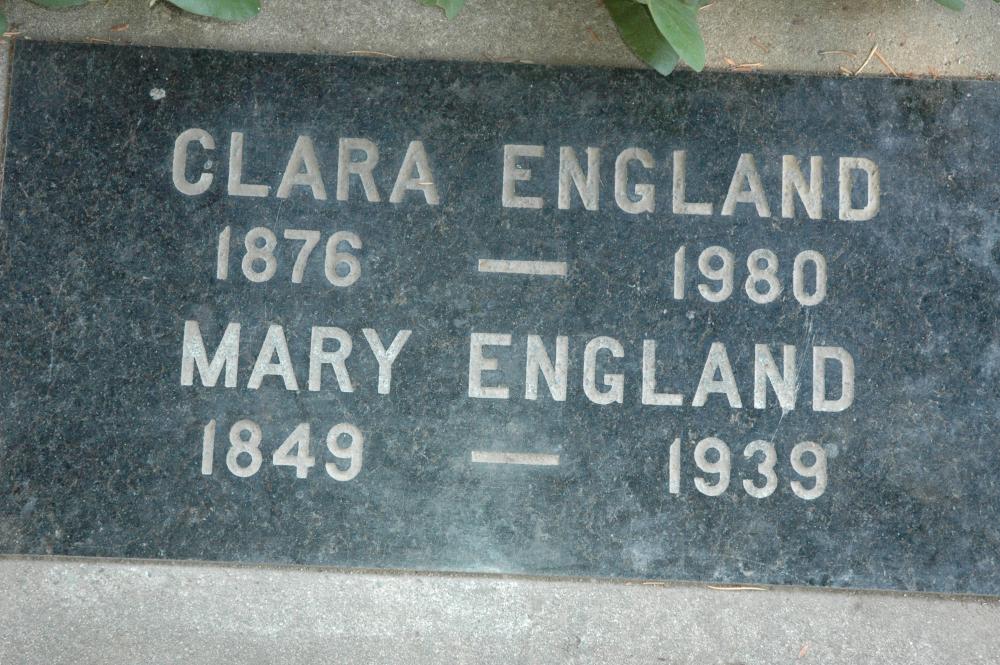 CLARA ENGLAND
1876 — 1980
MARY ENGLAND
1849 — 1939